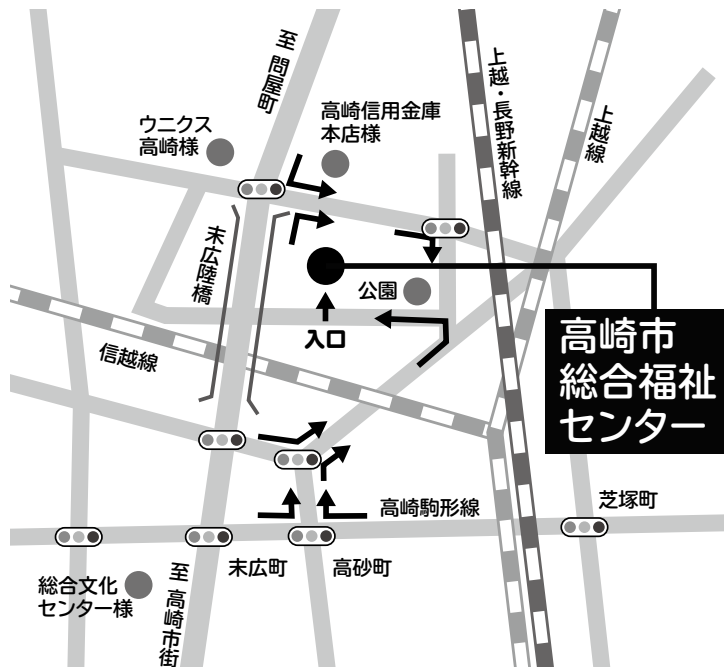 至 問屋町
ウニクス
高崎様
高崎信用金庫
本店様
上越・長野新幹線
上越線
末広陸橋
公園
入口
信越線
高崎市
総合福祉
センター
高崎駒形線
芝塚町
末広町
高砂町
総合文化
センター様
至 高崎市街